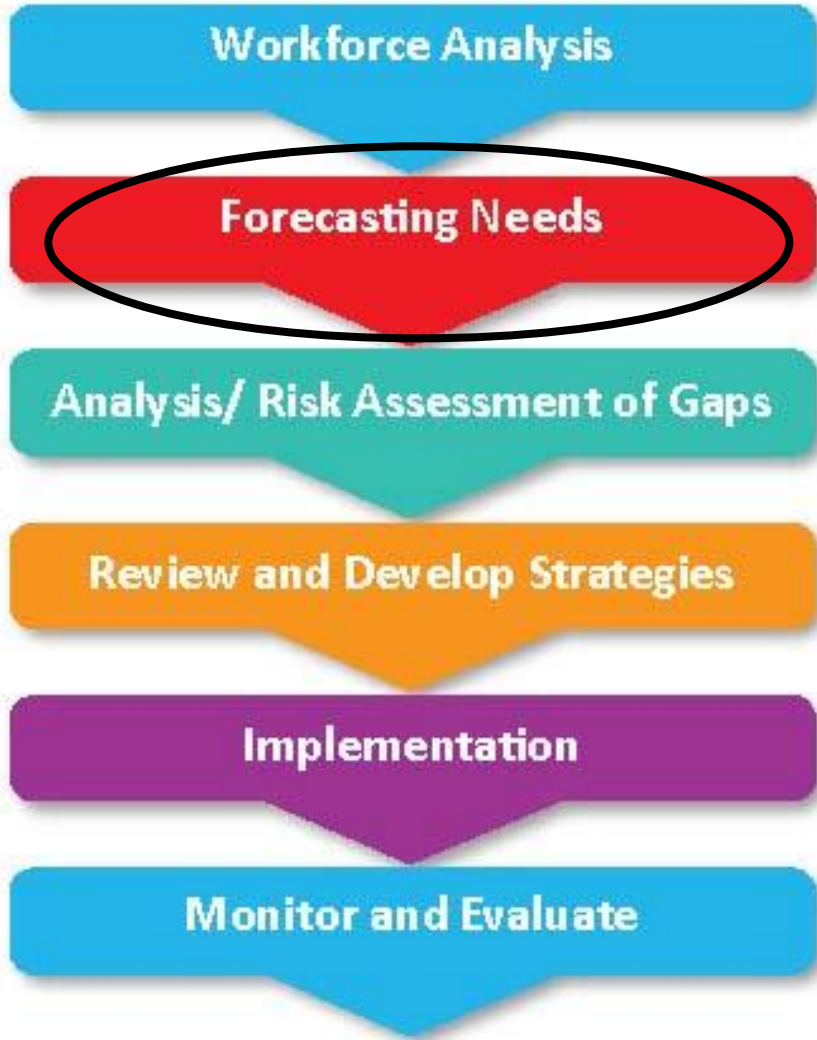 Workforce Analysis
Forecasting Needs
Analysis/ Risk Assessment of Gaps
Review and Develop Strategies
Implementation
Monitor and Evaluate